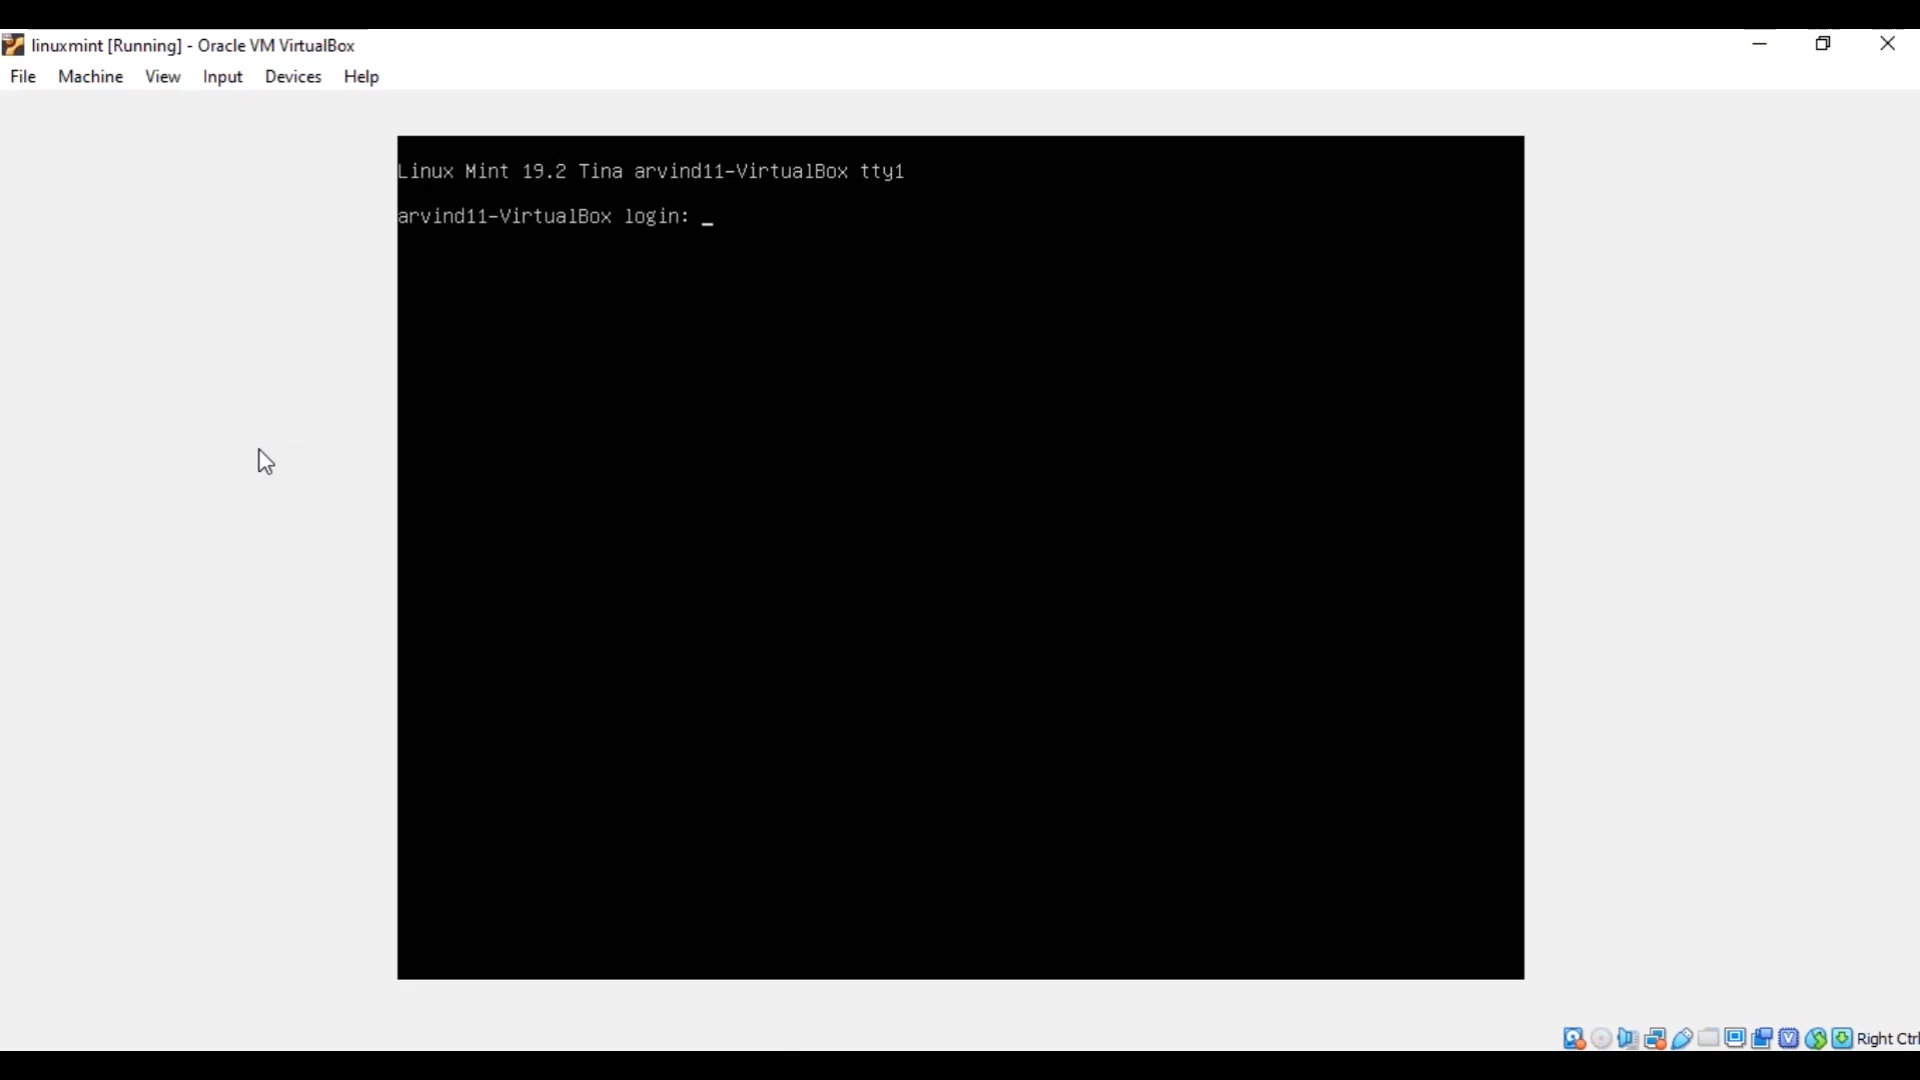 linuxmint [Running] - Oracle VM VirtualBox
File Machine View Input Devices Help
Linux Mint 19.2 Tina arvind11-VirtualBox tty1
arvind11-VirtualBox login: _
Right Ctrl